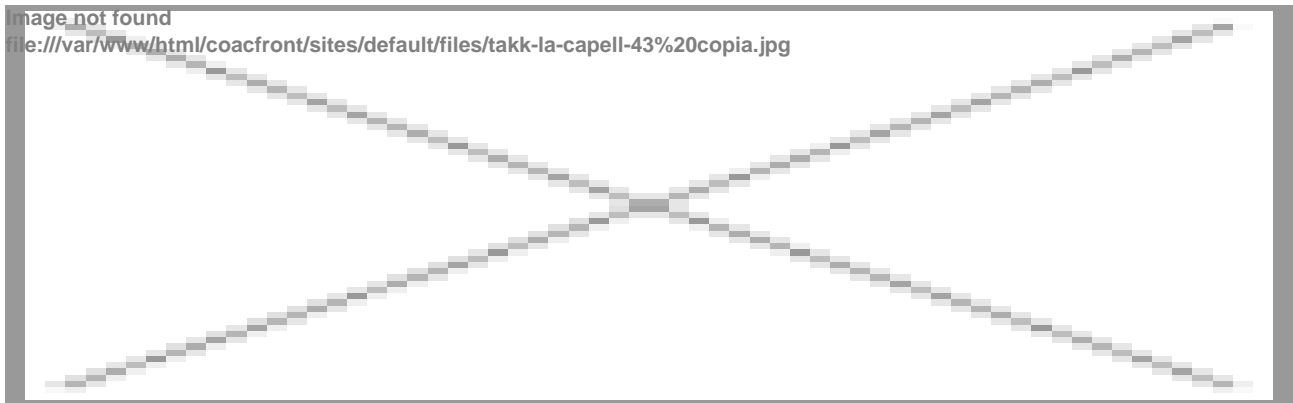 Image not found
file:///var/www/html/coacfront/sites/default/files/takk-la-capell-43%20copia.jpg